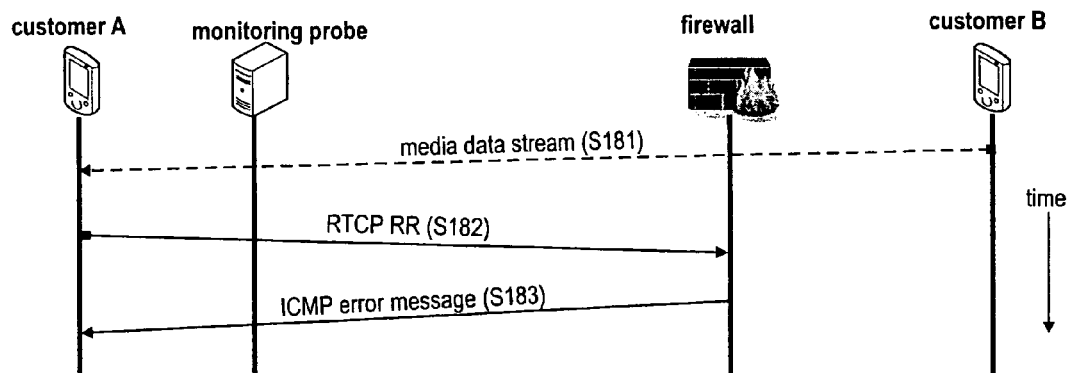 customer A
monitoring probe
firewall
customer B
media data stream (S181)
time
RTCP RR (S182)
ICMP error message (S183)